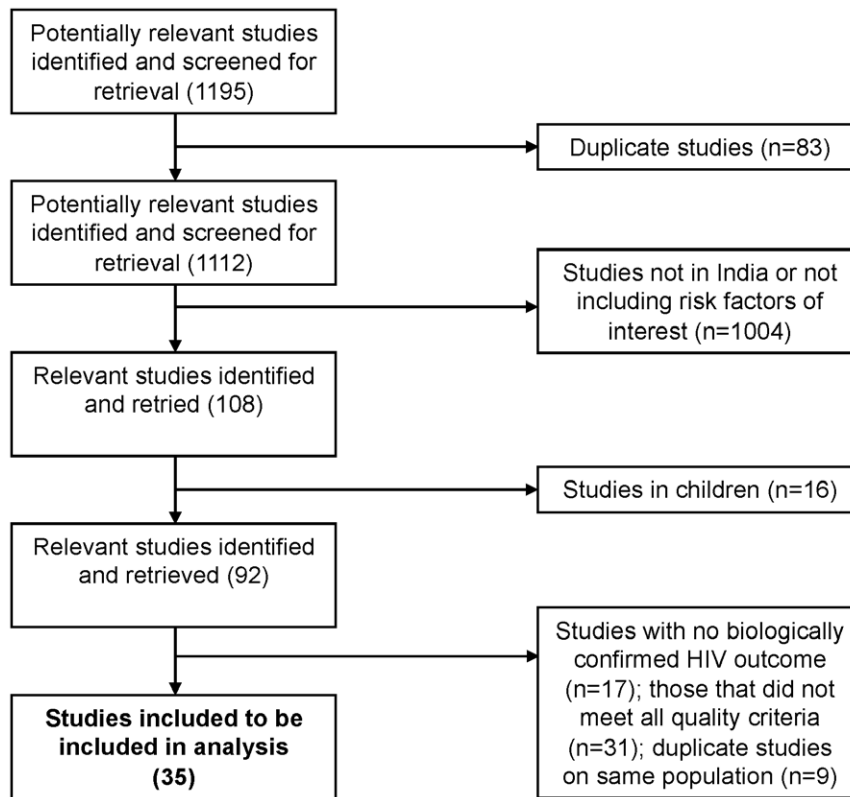 Potentially relevant studies
identified and screened for
retrieval (1195)
Duplicate studies (n=83)
Potentially relevant studies
identified and screened for
retrieval (1112)
Studies not in India or not
including risk factors of
interest (n=1004)
Relevant studies identified
and retried (108)
Studies in children (n=16)
Relevant studies identified
and retrieved (92)
Studies with no biologically
confirmed HIV outcome
(n=17); those that did not
meet all quality criteria
(n=31); duplicate studies
on same population (n=9)
Studies included to be
included in analysis
(35)